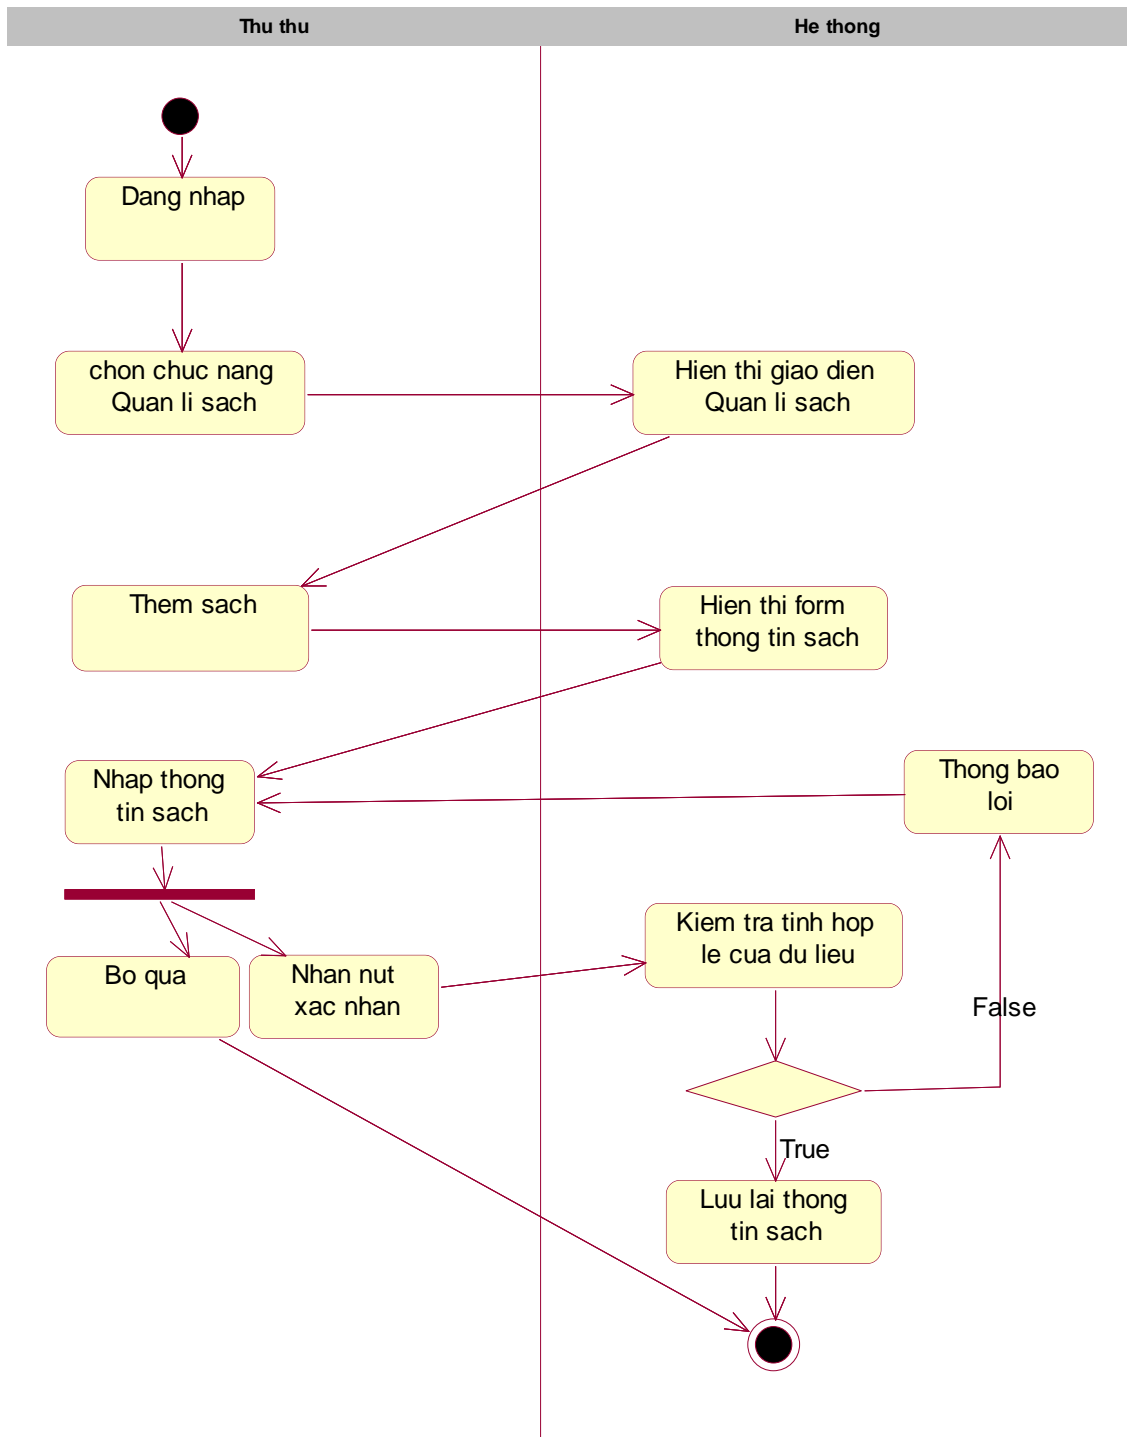 Thu thu
He thong
Dang nhap
chon chuc nang
Quan li sach
Hien thi giao dien
Quan li sach
Them sach
Hien thi form
thong tin sach
Nhap thong
tin sach
Thong bao
loi
Bo qua
Nhan nut
xac nhan
Kiem tra tinh hop
le cua du lieu
False
True
Luu lai thong
tin sach